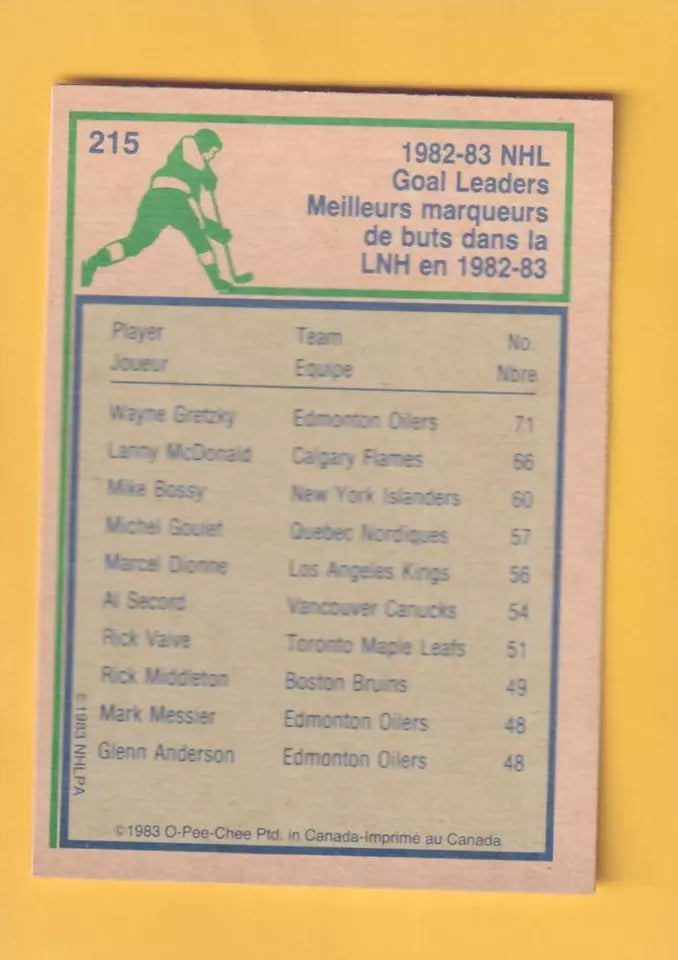 215
1982-83 NHL
Goal Leaders
Meilleurs marqueurs
de buts dans la
LNH en 1982-83
Player Team No
Joueur Equipe Nbre
Wayne Gretzky Edmonton Oilers 71
Lanny McDonald Calgary Flames 66
Mike Bossy New York Islanders 60
Michel Goulet Quebec Nordiques 57
Marcel Dionne Los Angeles Kings 56
Al Secord Vancouver Canucks 54
Rick Vaive Toronto Maple Leafs 51
Rick Middleton Boston Bruins 49
Mark Messier Edmonton Oilers 48
Glenn Anderson Edmonton Oilers 48
© 1983 NHLPA
©1983 O-Pee-Chee Ptd. in Canada-Imprimé au Canada